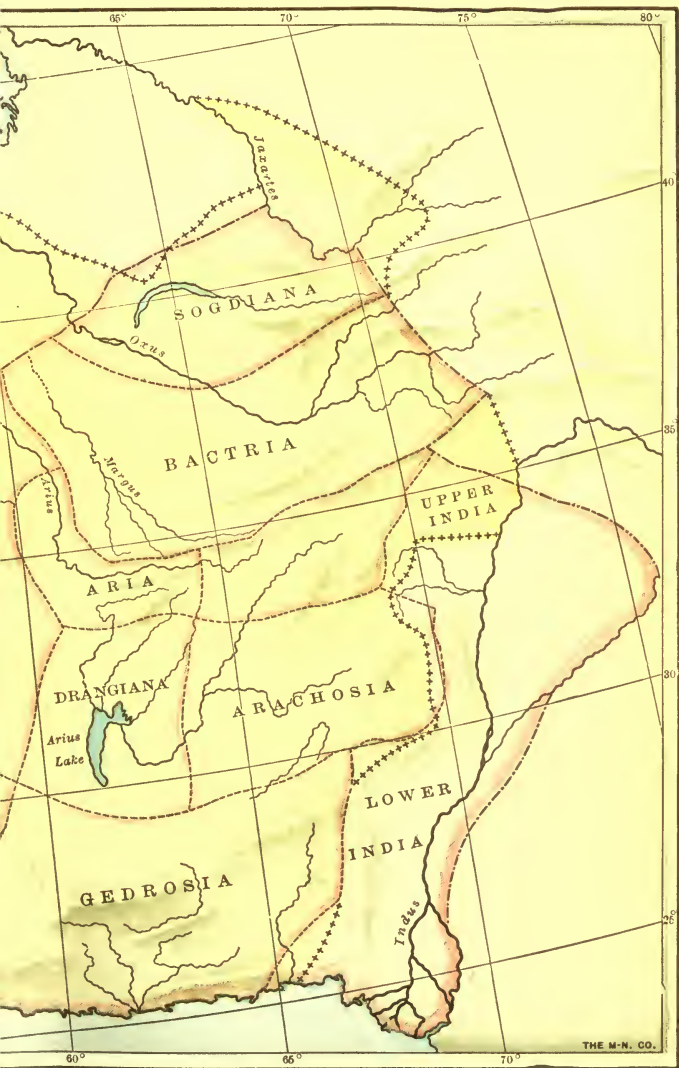 65°
70°
75°
80°
Jaxartes
40
SOGDIANA
Oxus
35
BACTRIA
Margus
Arius
UPPER
INDIA
ARIA
30
DRANGIANA
ARACHOSIA
Arius
Lake
LOWER
INDIA
GEDROSIA
Indus
25°
THE M-N. CO.
60°
65°
70°